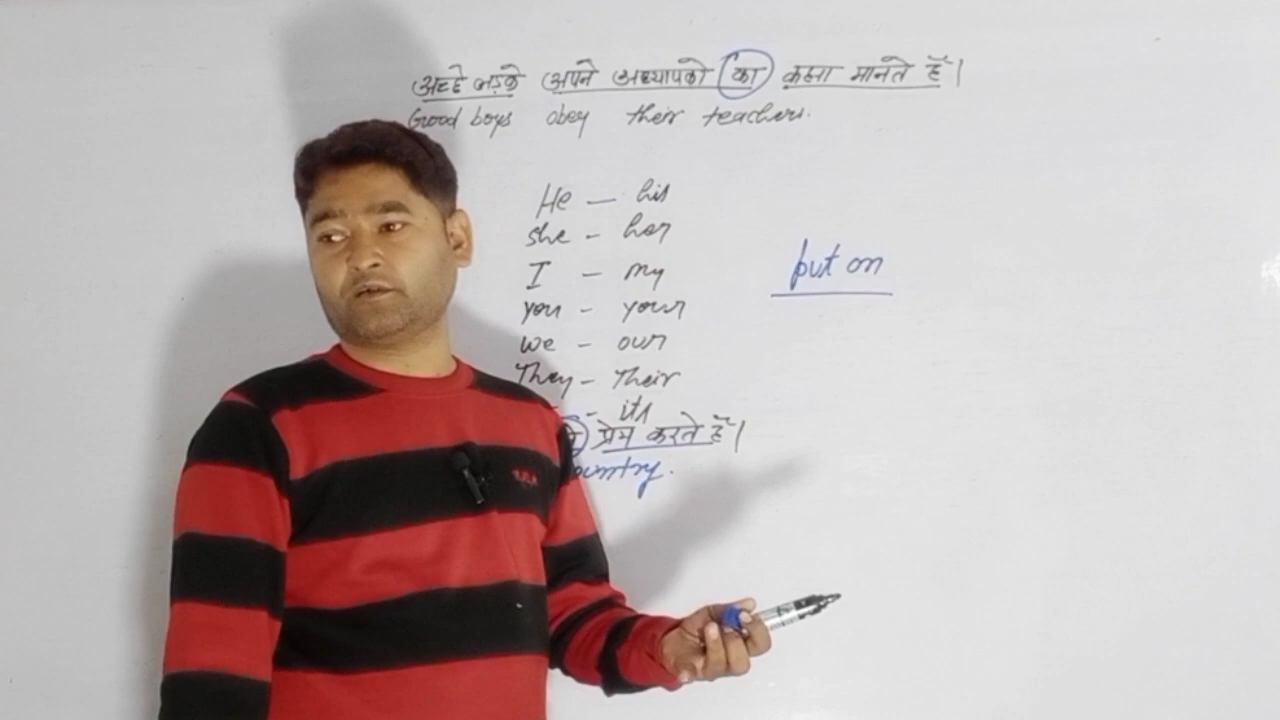 अच्छे लड़के अपने अध्यापको का कहना मानते हैं।
Good boys obey their teachers.
He — his
she - her
I - my
put on
you - your
we - our
They - Their
- its
प्रेम करते हैं।
ountry.